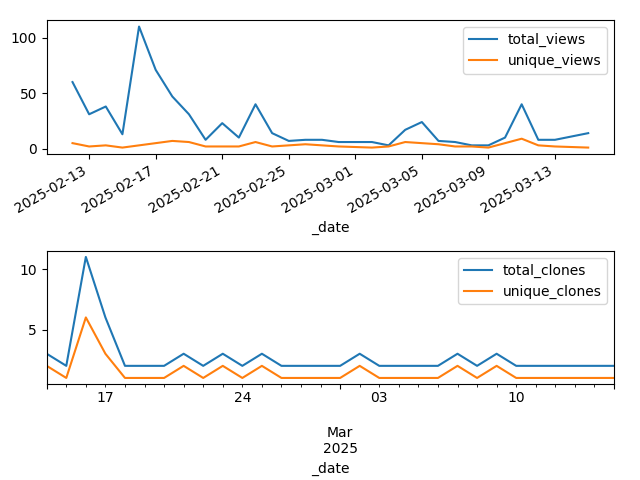 100
50
0
total_views
unique_views
2025-02-13
2025-02-17
2025-02-21
2025-02-25
2025-03-01
2025-03-05
2025-03-09
2025-03-13
_date
10
5
total_clones
unique_clones
17
24
03
10
Mar
2025
_date